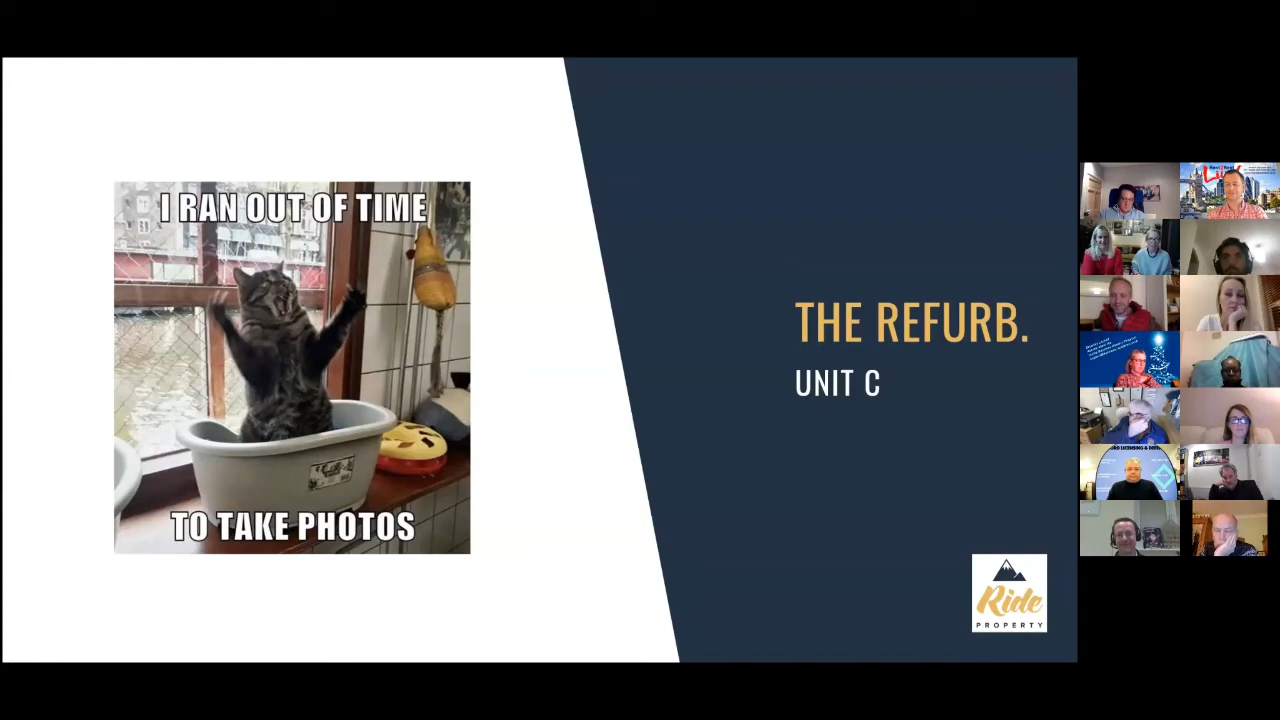 I RAN OUT OF TIME
TO TAKE PHOTOS
THE REFURB.
UNIT C
Ride
PROPERTY